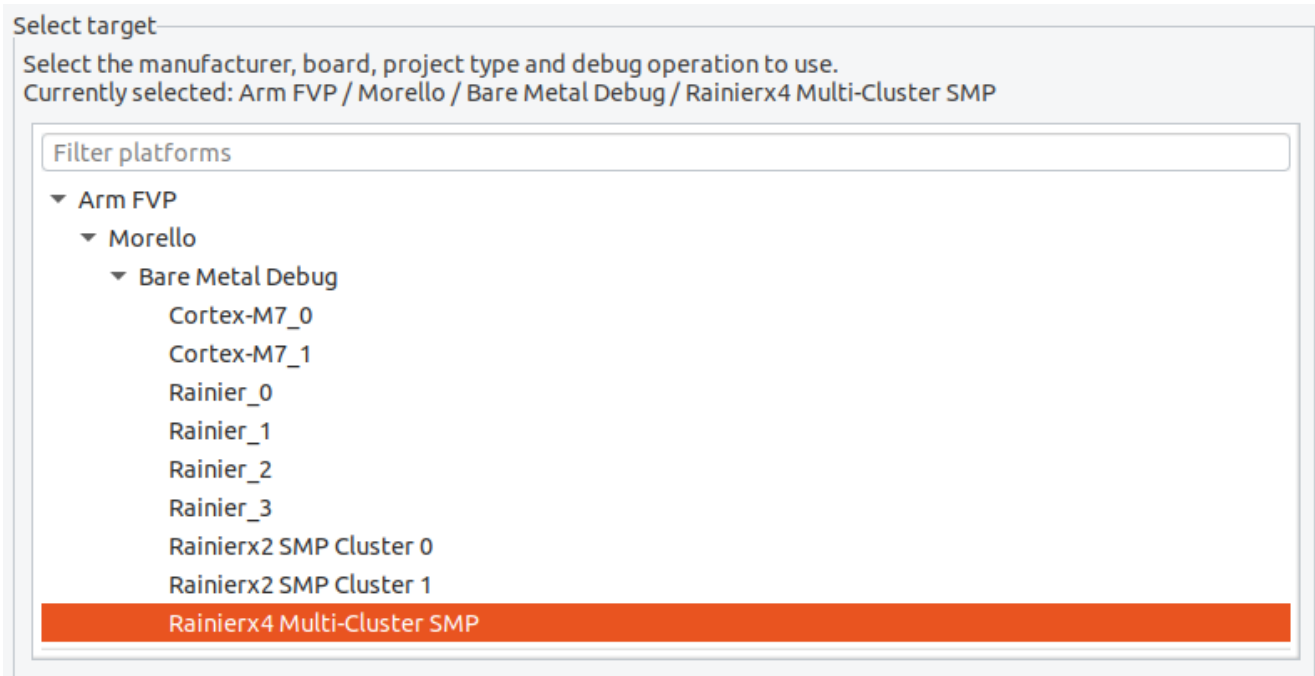 Select target
Select the manufacturer, board, project type and debug operation to use.
Currently selected: Arm FVP / Morello / Bare Metal Debug / Rainierx4 Multi-Cluster SMP
Filter platforms
Arm FVP
Morello
Bare Metal Debug
Cortex-M7_0
Cortex-M7_1
Rainier_0
Rainier_1
Rainier_2
Rainier_3
Rainierx2 SMP Cluster 0
Rainierx2 SMP Cluster 1
Rainierx4 Multi-Cluster SMP